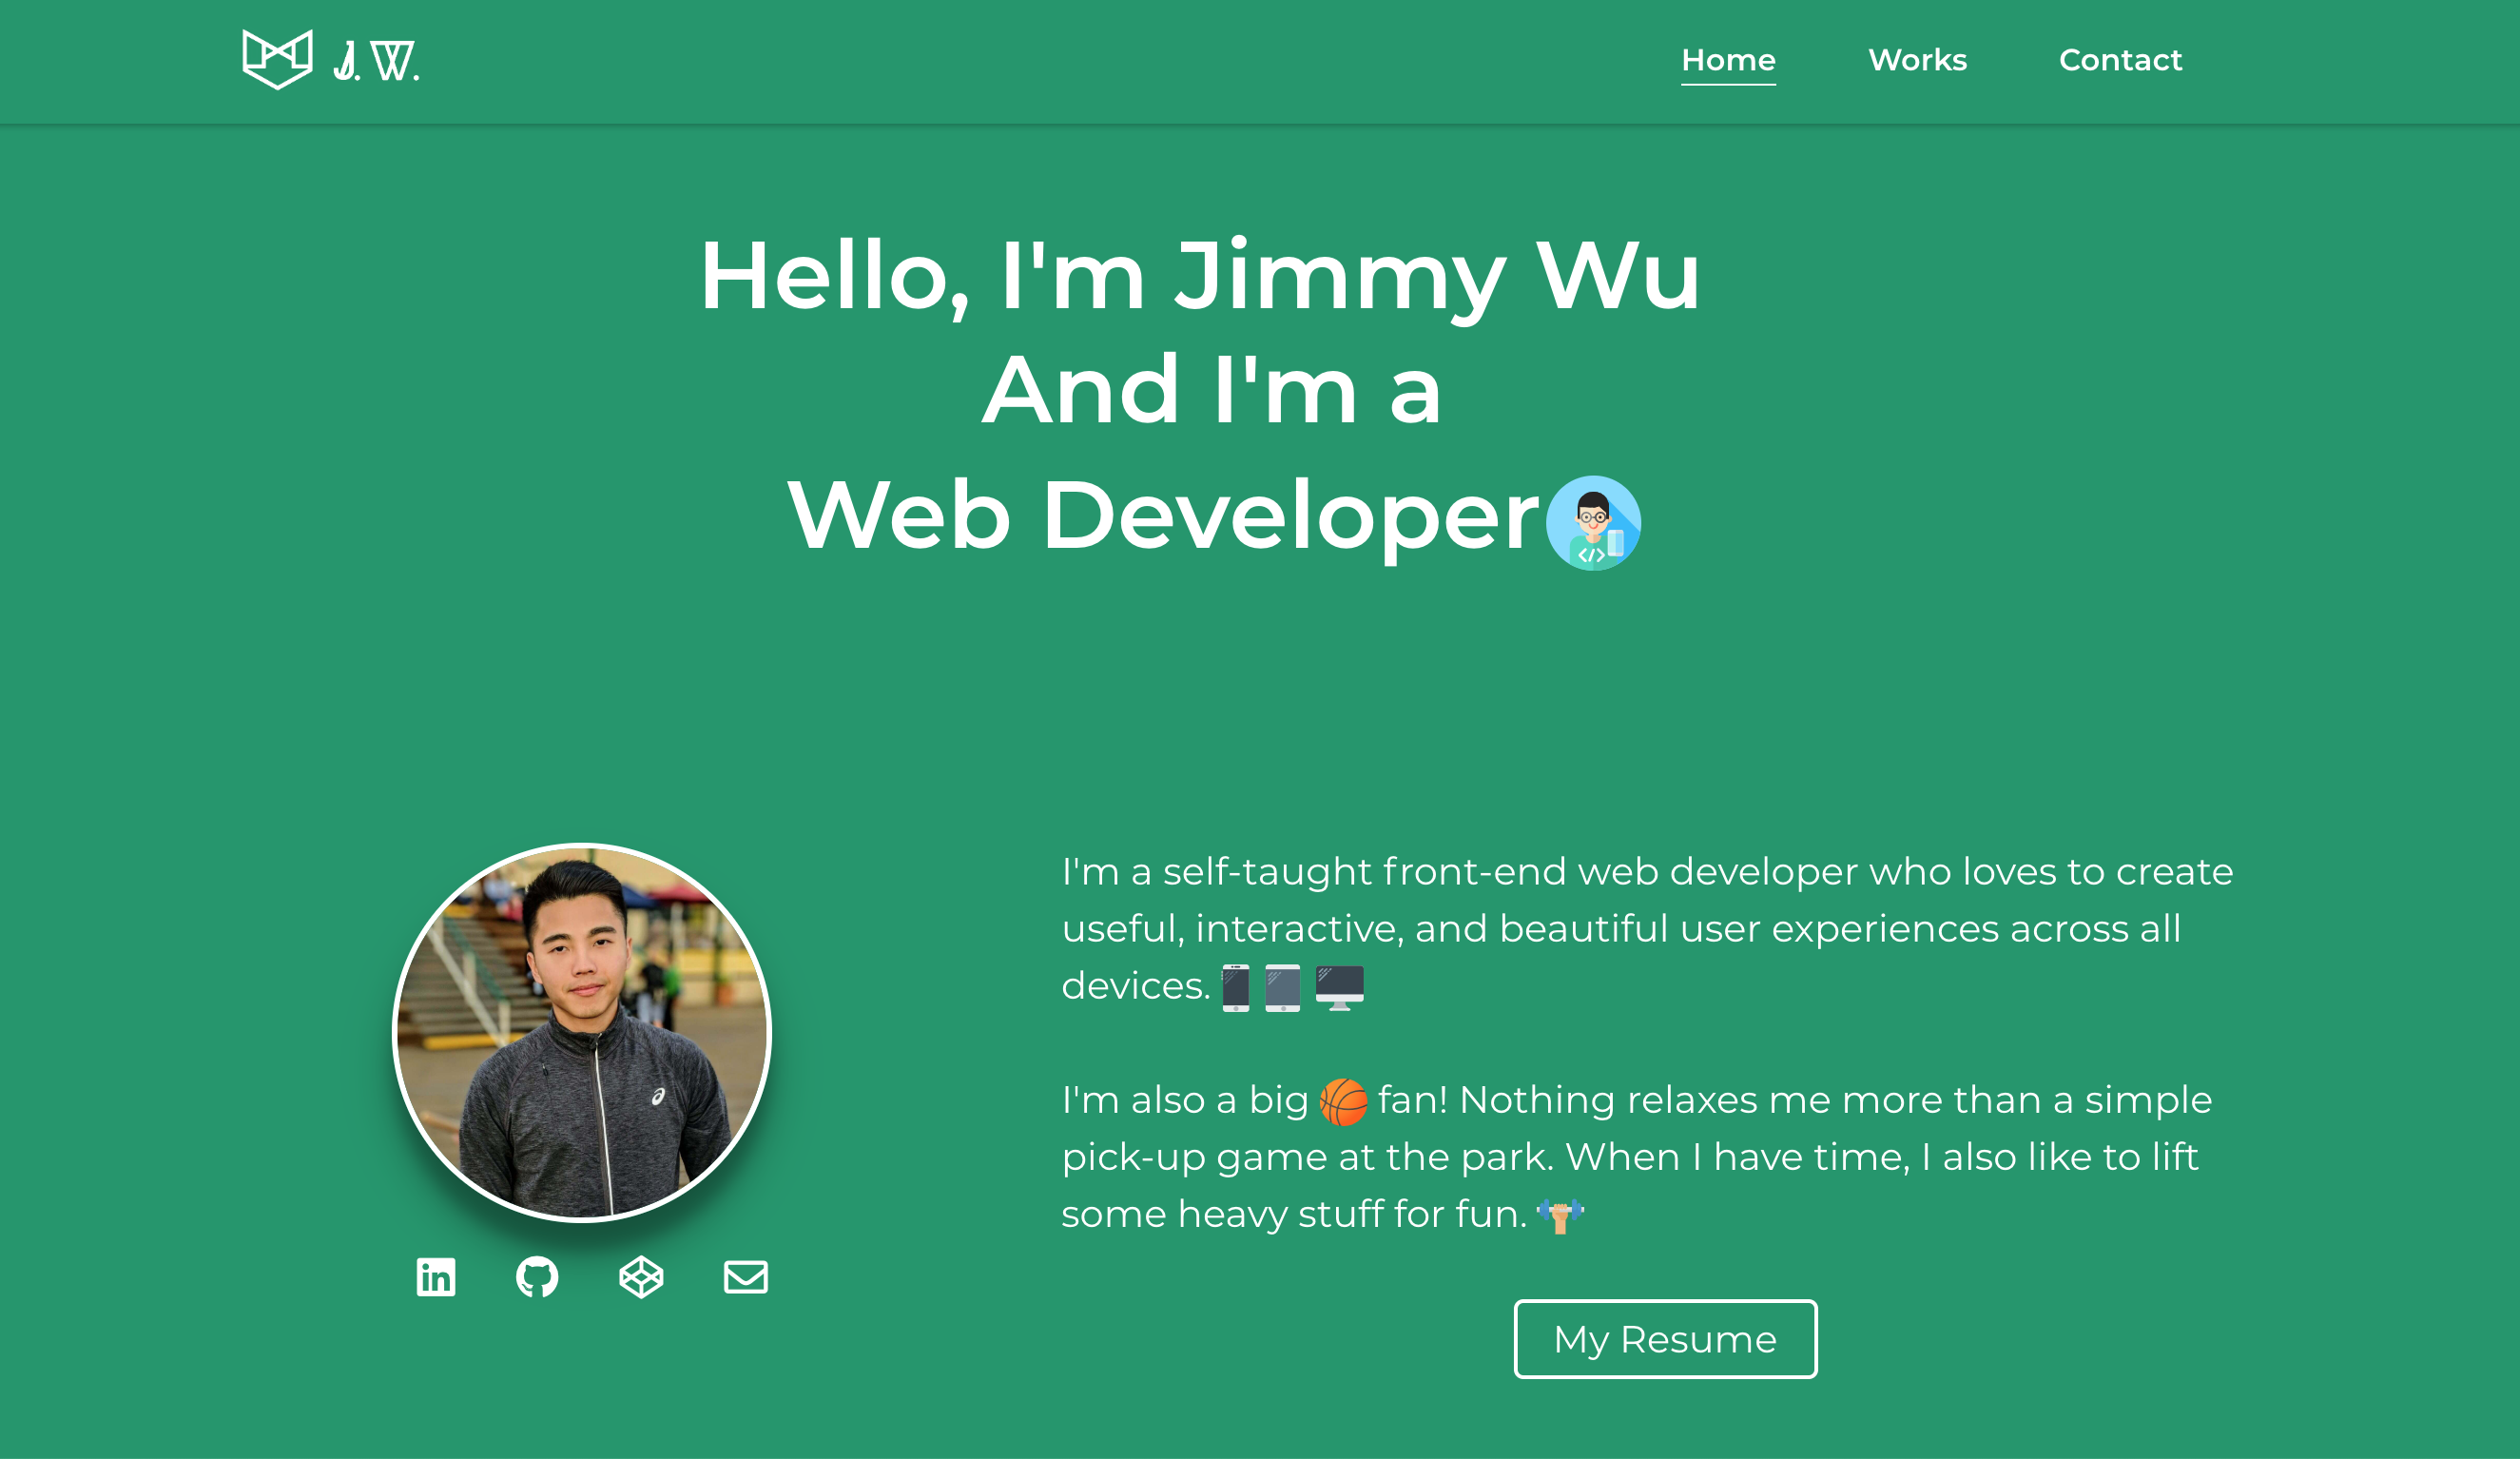 J. W.
Home
Works
Contact
Hello, I'm Jimmy Wu
And I'm a
Web Developer
I'm a self-taught front-end web developer who loves to create
useful, interactive, and beautiful user experiences across all
devices.
I'm also a big fan! Nothing relaxes me more than a simple
pick-up game at the park. When I have time, I also like to lift
some heavy stuff for fun.
in
My Resume